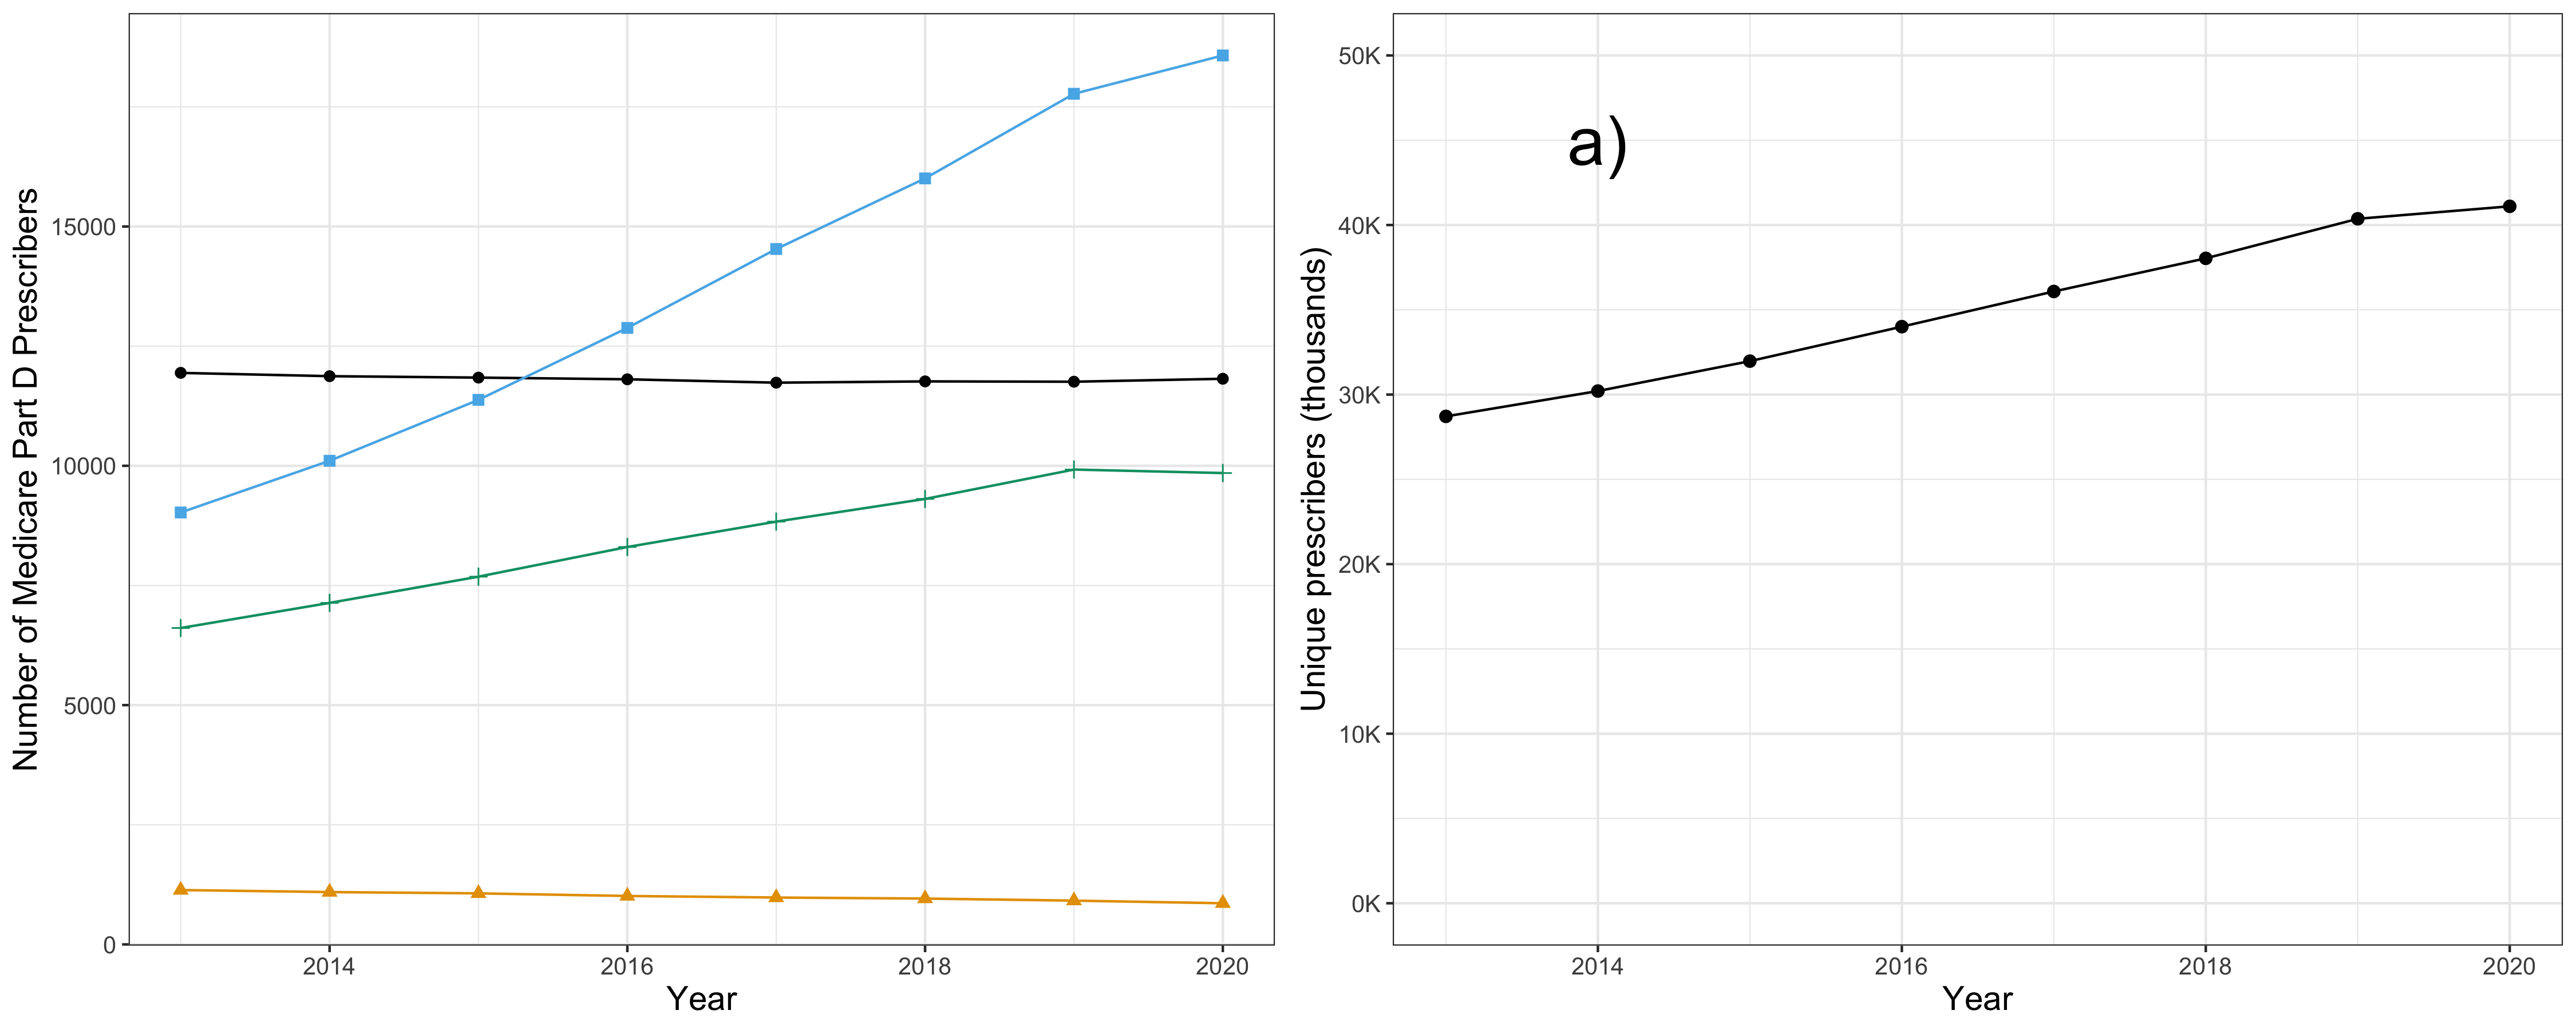 Number of Medicare Part D Prescribers
15000
10000
5000
0
2014
2016
2018
2020
Year
Unique prescribers (thousands)
50K
40K
30K
20K
10K
0K
a)
2014
2016
2018
2020
Year